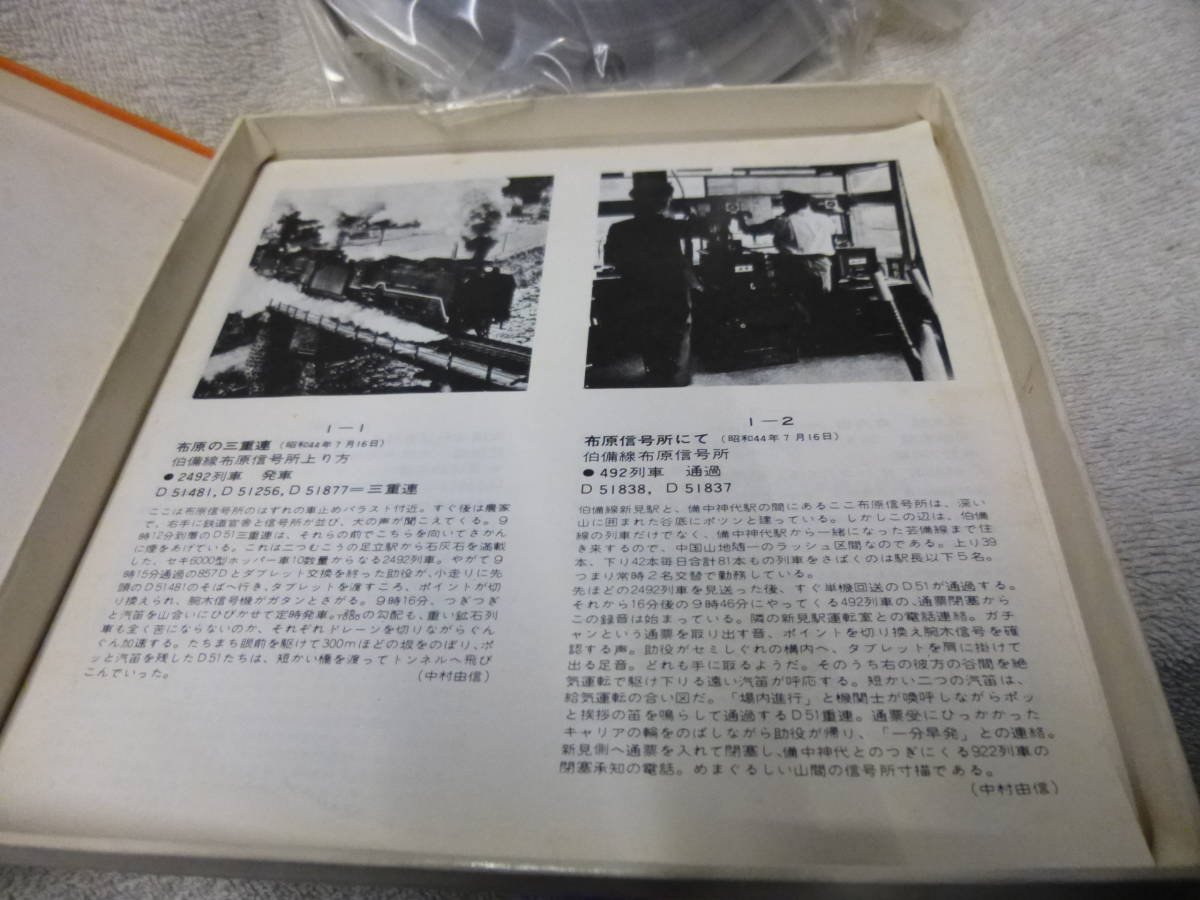 1－1
布原の三重連（昭和44年7月16日）
伯備線布原信号所上り方
●2492列車　発車
D51481, D51256, D51877＝三重連
ここは布原信号所のはずれの車止めバラスト付近。すぐ後は農家
で、右手に鉄道官舎と信号所が並び、犬の声が聞こえてくる。9
時12分到着のD51三重連は、それらの前でこちらを向いてさかん
に煙をあげている。これは二つむこうの足立駅から石灰石を満載
した、セキ6000型ホッパー車10数量からなる2492列車。やがて9
時15分通過の857Dとタブレット交換を終った助役が、小走りに先
頭のD51481のそばへ行き、タブレットを渡すころ、ポイントが切
り換えられ、腕木信号機がガタンとさがる。9時16分、つぎつぎ
と汽笛を山合いにひびかせて定時発車。の勾配も、重い鉱石列
車も全く苦にならないのか、それぞれドレーンを切りながらぐん
ぐん加速する。たちまち眼前を駆けて300mほどの坂をのぼり、ボ
ッと汽笛を残したD51たちは、短かい橋を渡ってトンネルへ飛び
こんでいった。　（中村由信）
1－2
布原信号所にて（昭和44年7月16日）
伯備線布原信号所
●492列車　通過
D51838, D51837
伯備線新見駅と、備中神代駅の間にあるここ布原信号所は、深い
山に囲まれた谷底にポツンと建っている。しかしこの辺は、伯備
線の列車だけでなく、備中神代駅から一緒になった芸備線まで往
き来するので、中国山地随一のラッシュ区間なのである。上り39
本、下り42本毎日合計81本もの列車をさばくのは駅長以下5名。
つまり常時2名交替で勤務している。
先ほどの2492列車を見送った後、すぐ単機回送のD51が通過する。
それから16分後の9時46分にやってくる492列車の、通票閉塞から
この録音は始まっている。隣の新見駅運転室との電話連絡。ガチ
ャンという通票を取り出す音、ポイントを切り換え腕木信号を確
認する声。助役がセミしぐれの構内へ、タブレットを肩に掛けて
出る足音。どれも手に取るようだ。そのうち右の彼方の谷間を絶
気運転で駆け下りる遠い汽笛が呼応する。短かい二つの汽笛は、
給気運転の合い図だ。「場内進行」と機関士が喚呼しながらボッ
と挨拶の笛を鳴らして通過するD51重連。通票受にひっかかった
キャリアの輪をのばしながら助役が帰り、「一分早発」との連絡。
新見側へ通票を入れて閉塞し、備中神代とのつぎにくる922列車の
閉塞承知の電話。めまぐるしい山間の信号所寸描である。
（中村由信）